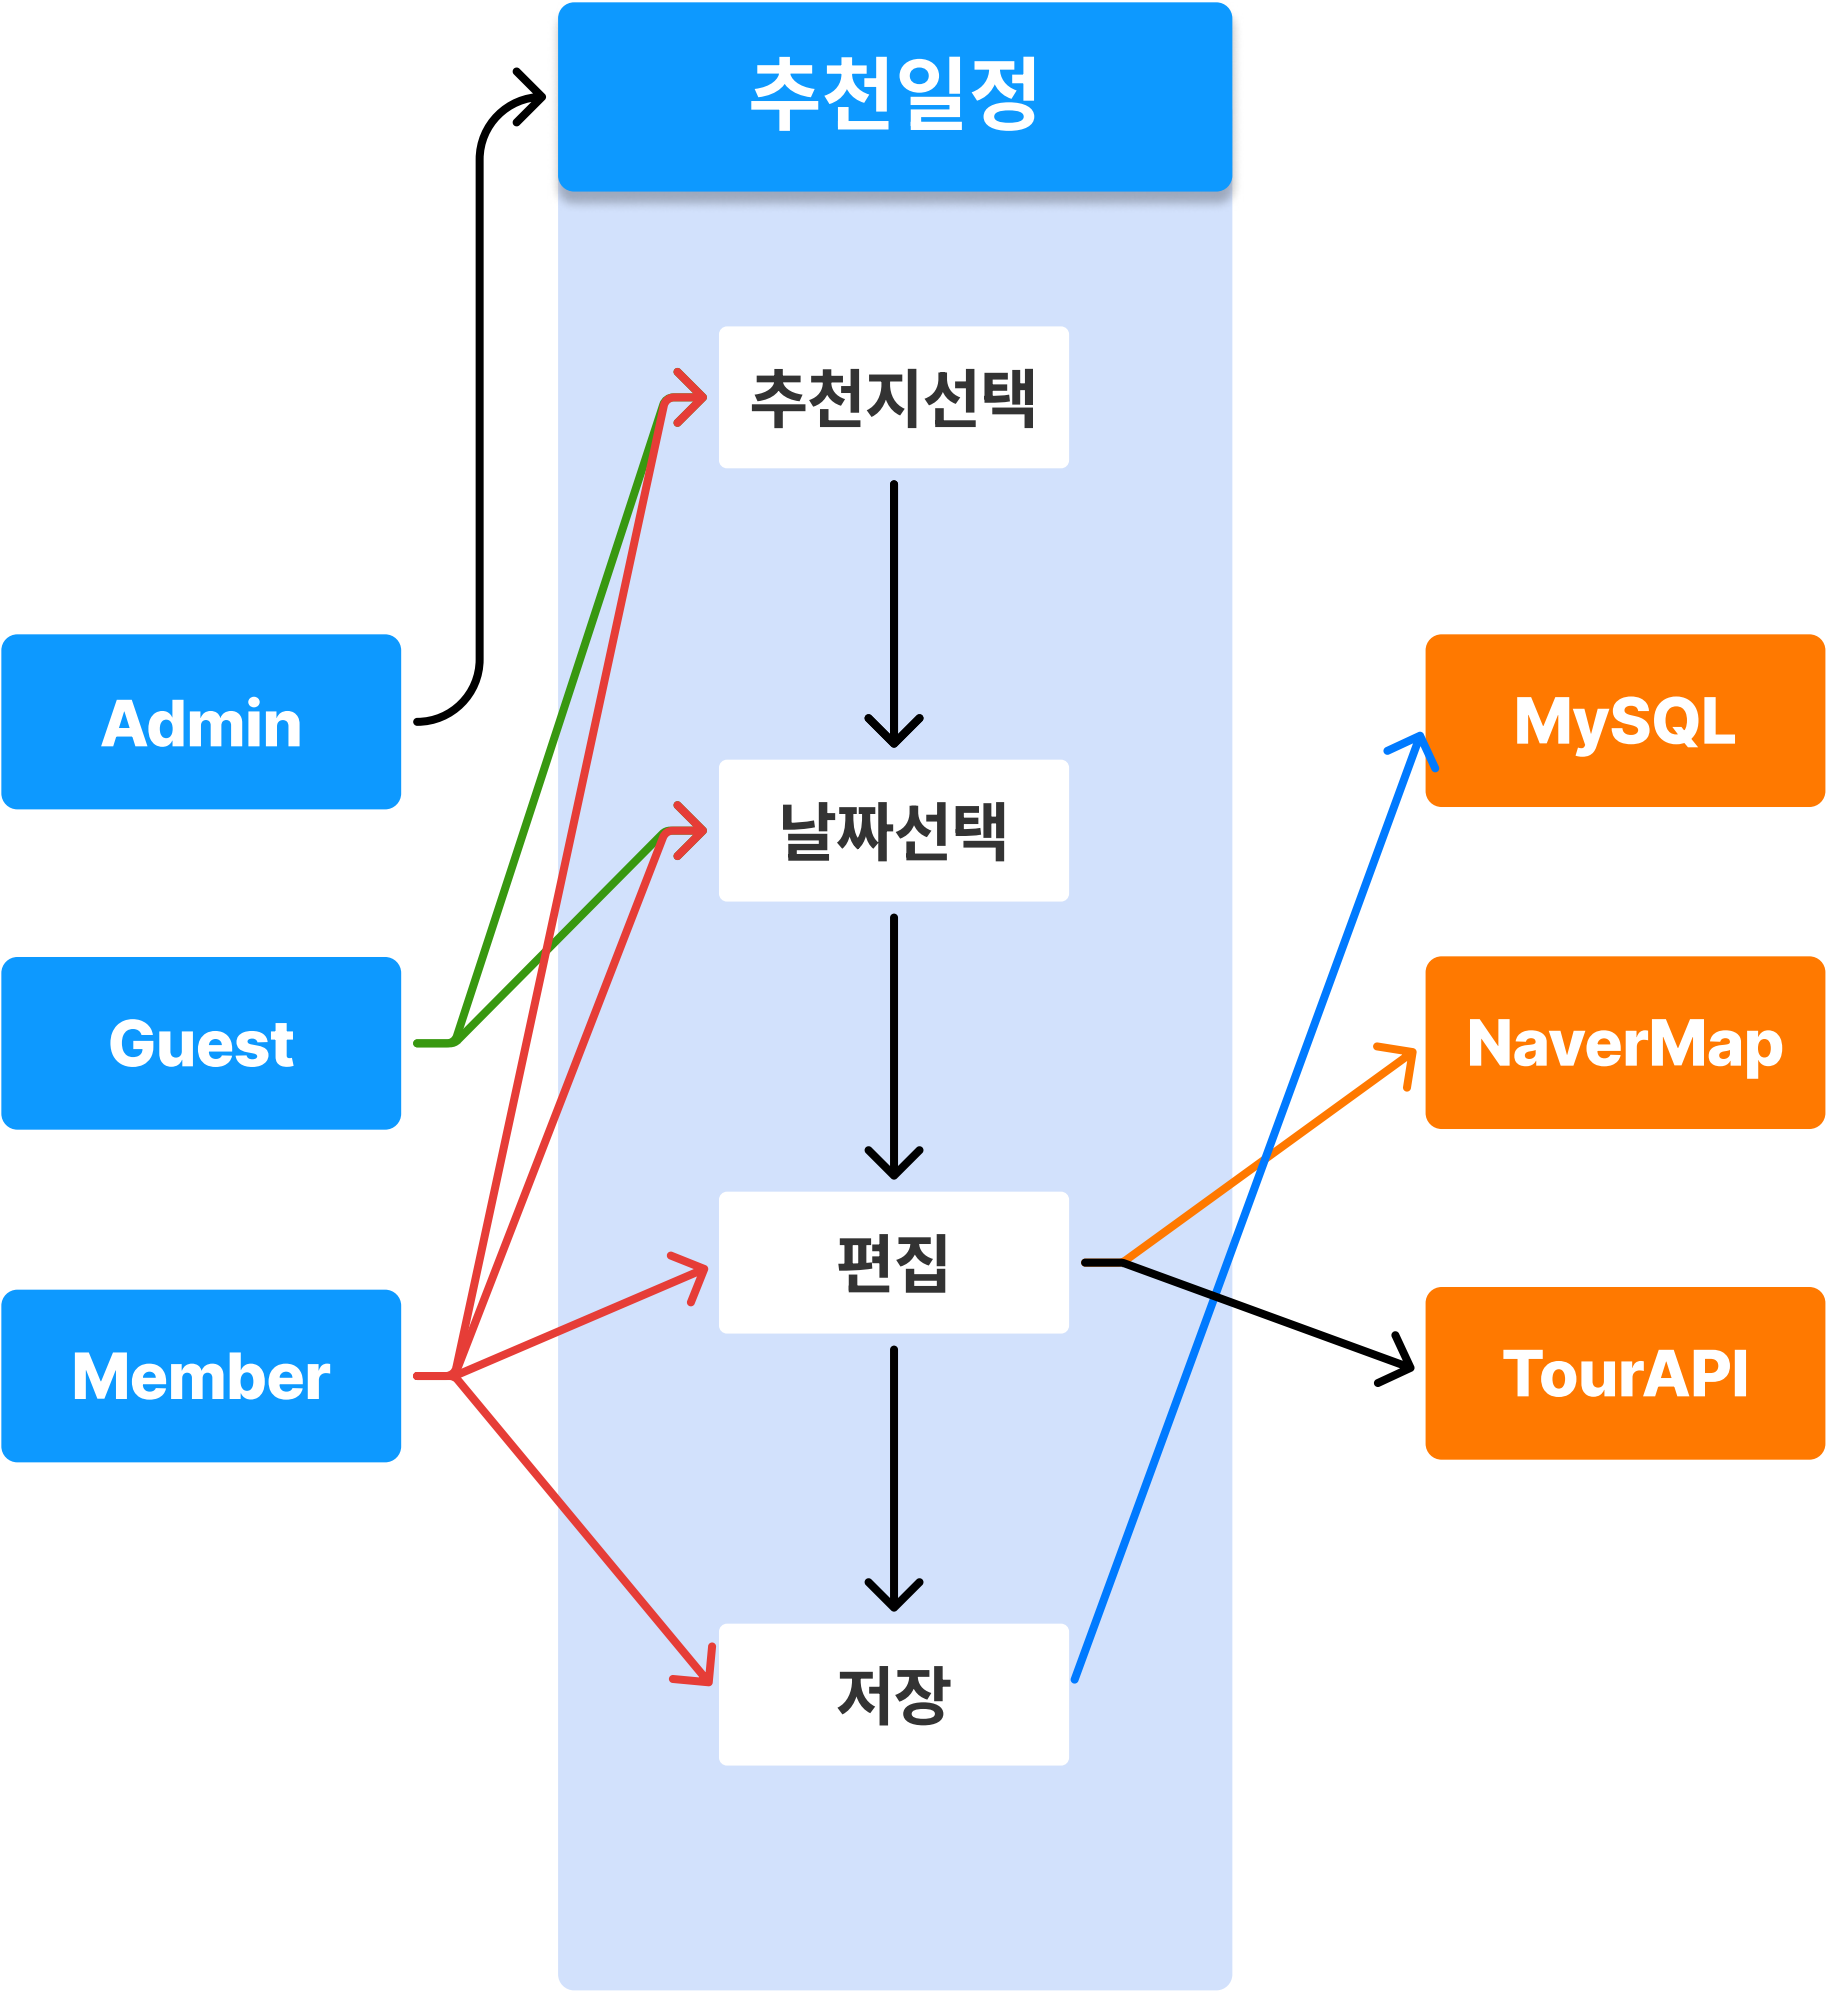 추천일정
추천지선택
Admin
MySQL
날짜선택
Guest
NaverMap
편집
Member
TourAPI
저장